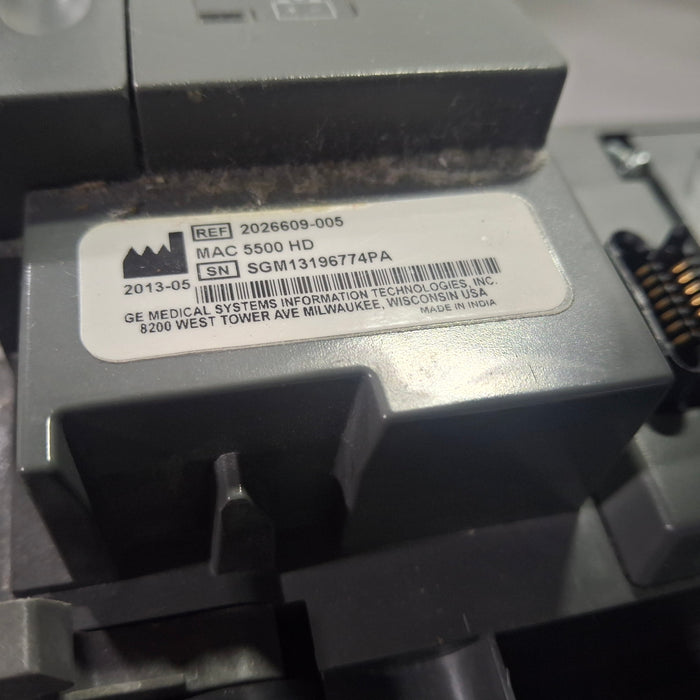 REF 2026609-005
MAC 5500 HD
SN SGM13196774PA
2013-05
GE MEDICAL SYSTEMS INFORMATION TECHNOLOGIES, INC.
8200 WEST TOWER AVE MILWAUKEE, WISCONSIN USA
MADE IN INDIA